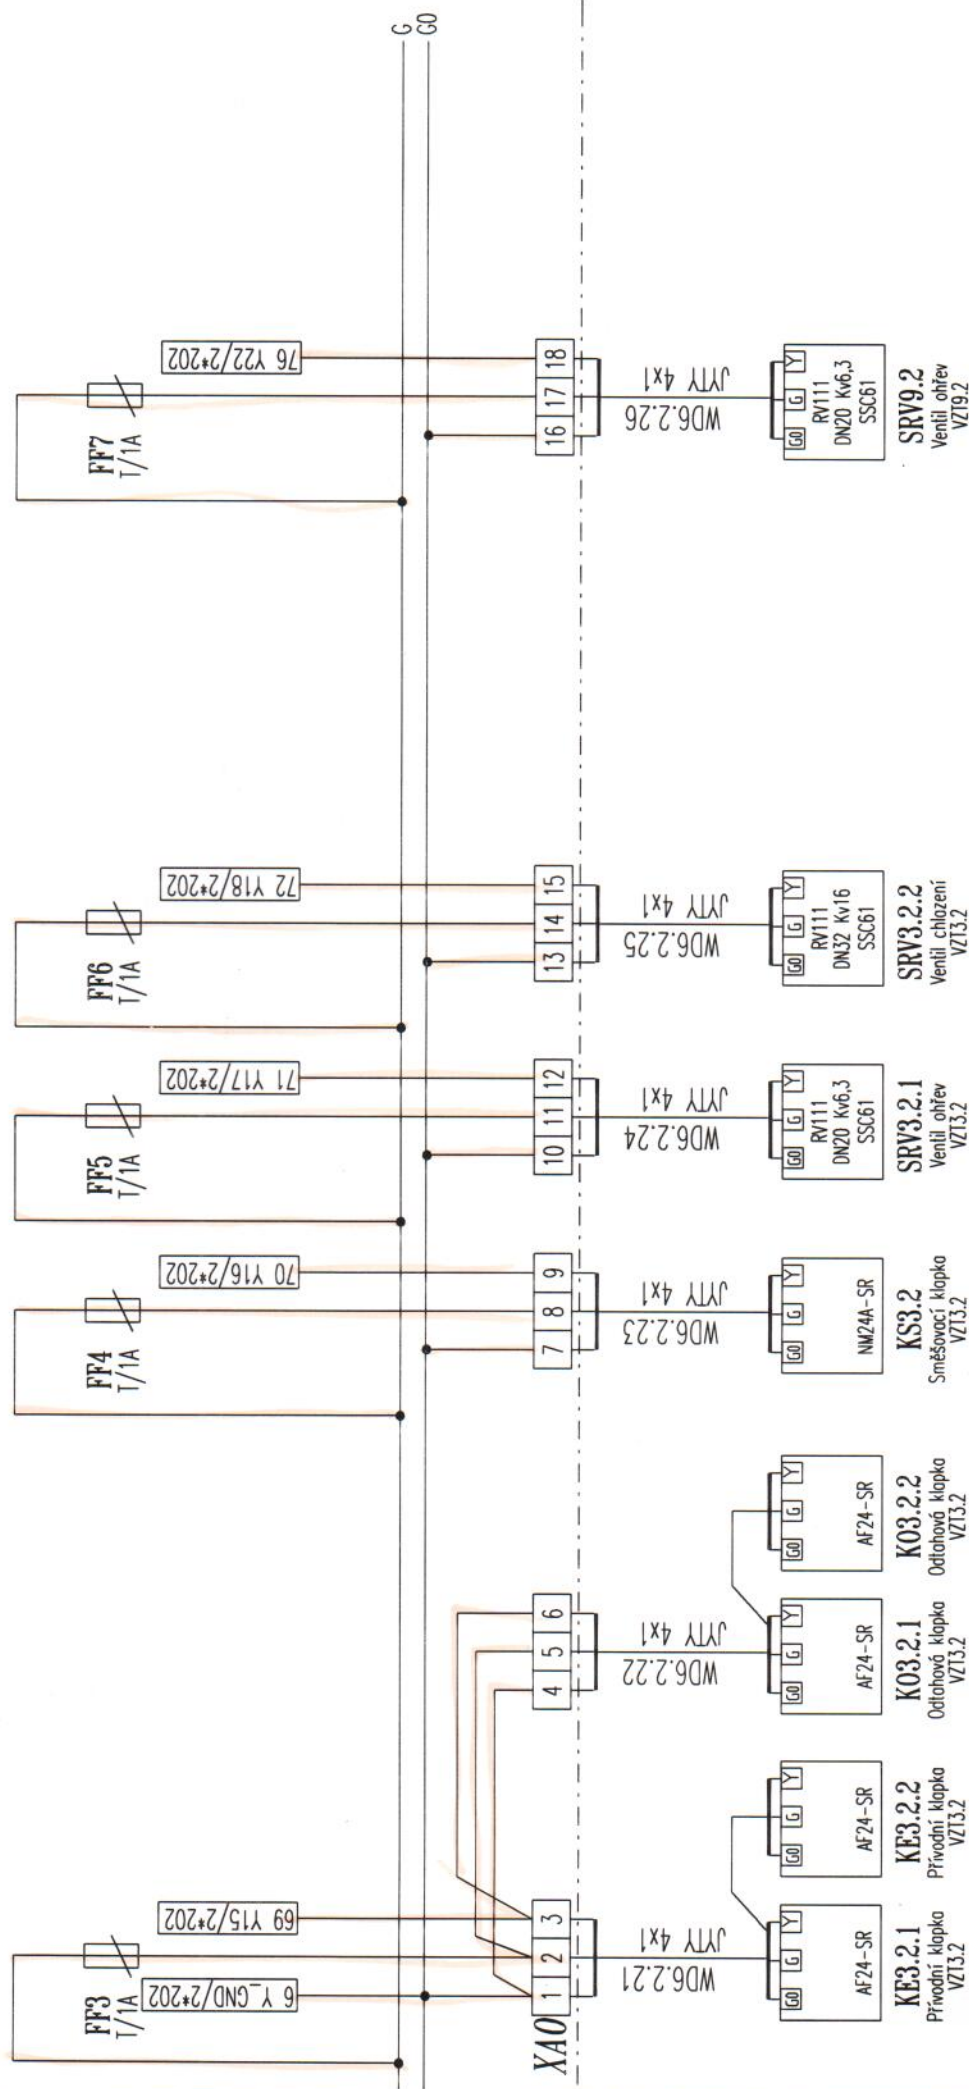 G
G0
FF3
T/1A
6 Y_GND/2*202
69 Y15/2*202
FF4
T/1A
70 Y16/2*202
FF5
T/1A
71 Y17/2*202
FF6
T/1A
72 Y18/2*202
FF7
T/1A
76 Y22/2*202
XA0
1 2 3
4 5 6
7 8 9
10 11 12
13 14 15
16 17 18
WD6.2.21
JYTY 4x1
WD6.2.22
JYTY 4x1
WD6.2.23
JYTY 4x1
WD6.2.24
JYTY 4x1
WD6.2.25
JYTY 4x1
WD6.2.26
JYTY 4x1
G0 G Y
AF24-SR
KE3.2.1
Přívodní klapka
VZT3.2
G0 G Y
AF24-SR
KE3.2.2
Přívodní klapka
VZT3.2
G0 G Y
AF24-SR
KO3.2.1
Odtahová klapka
VZT3.2
G0 G Y
AF24-SR
KO3.2.2
Odtahová klapka
VZT3.2
G0 G Y
NM24A-SR
KS3.2
Směšovací klapka
VZT3.2
G0 G Y
RV111
DN20 Kv6,3
SSC61
SRV3.2.1
Ventil ohřev
VZT3.2
G0 G Y
RV111
DN32 Kv16
SSC61
SRV3.2.2
Ventil chlazení
VZT3.2
G0 G Y
RV111
DN20 Kv6,3
SSC61
SRV9.2
Ventil ohřev
VZT9.2